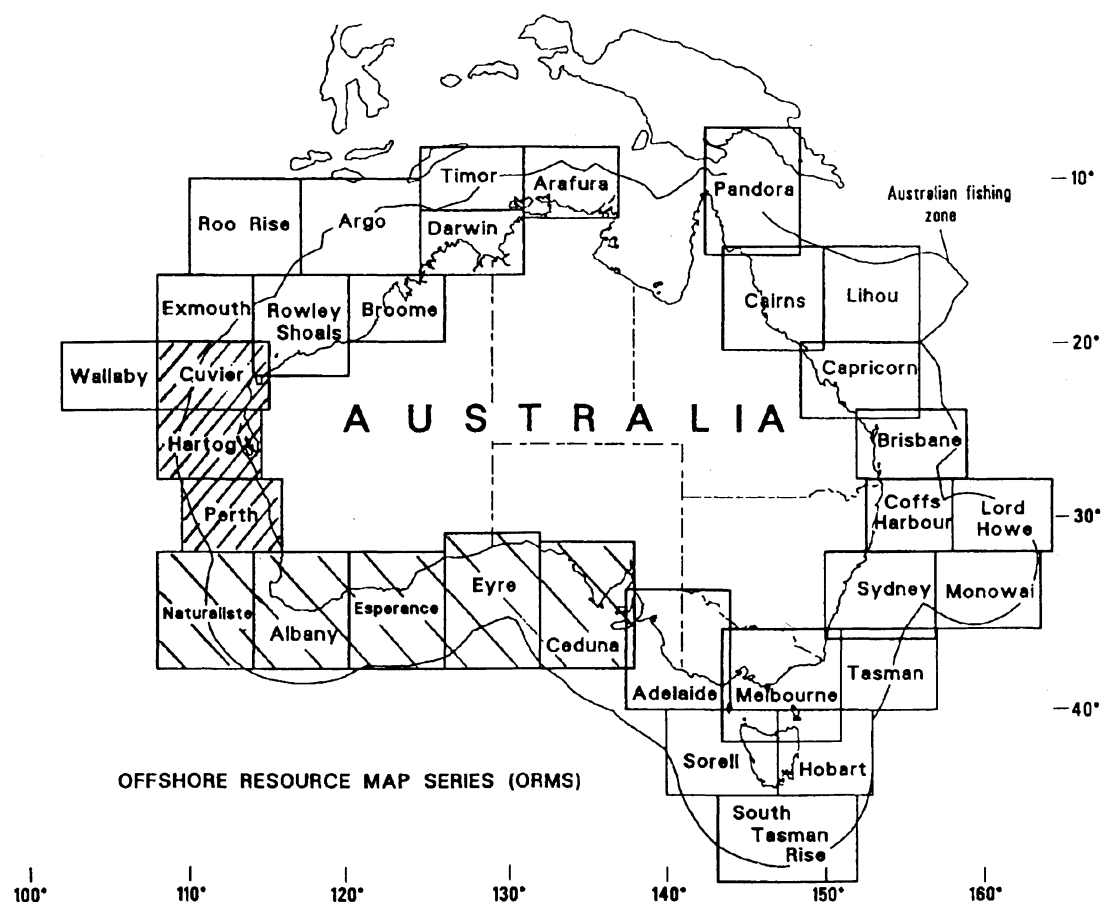 Timor
Arafura
Pandora
10°
Australian fishing
zone
Roo Rise
Argo
Darwin
Exmouth
Rowley
Shoals
Broome
Cairns
Lihou
20°
Wallaby
Cuvier
Capricorn
AUSTRALIA
Hartog
Brisbane
Perth
Coffs
Harbour
Lord
Howe
30°
Naturaliste
Albany
Esperance
Eyre
Ceduna
Sydney
Monowai
Adelaide
Melbourne
Tasman
40°
Sorell
Hobart
OFFSHORE RESOURCE MAP SERIES (ORMS)
South
Tasman
Rise
100°
110°
120°
130°
140°
150°
160°